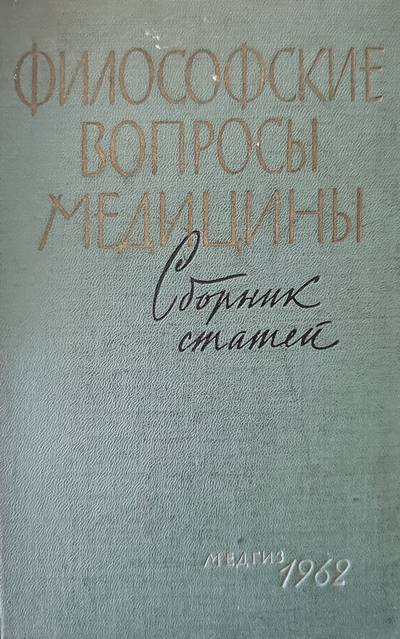 ФИЛОСОФСКИЕ
ВОПРОСЫ
МЕДИЦИНЫ
Сборник
статей
МЕДГИЗ 1962